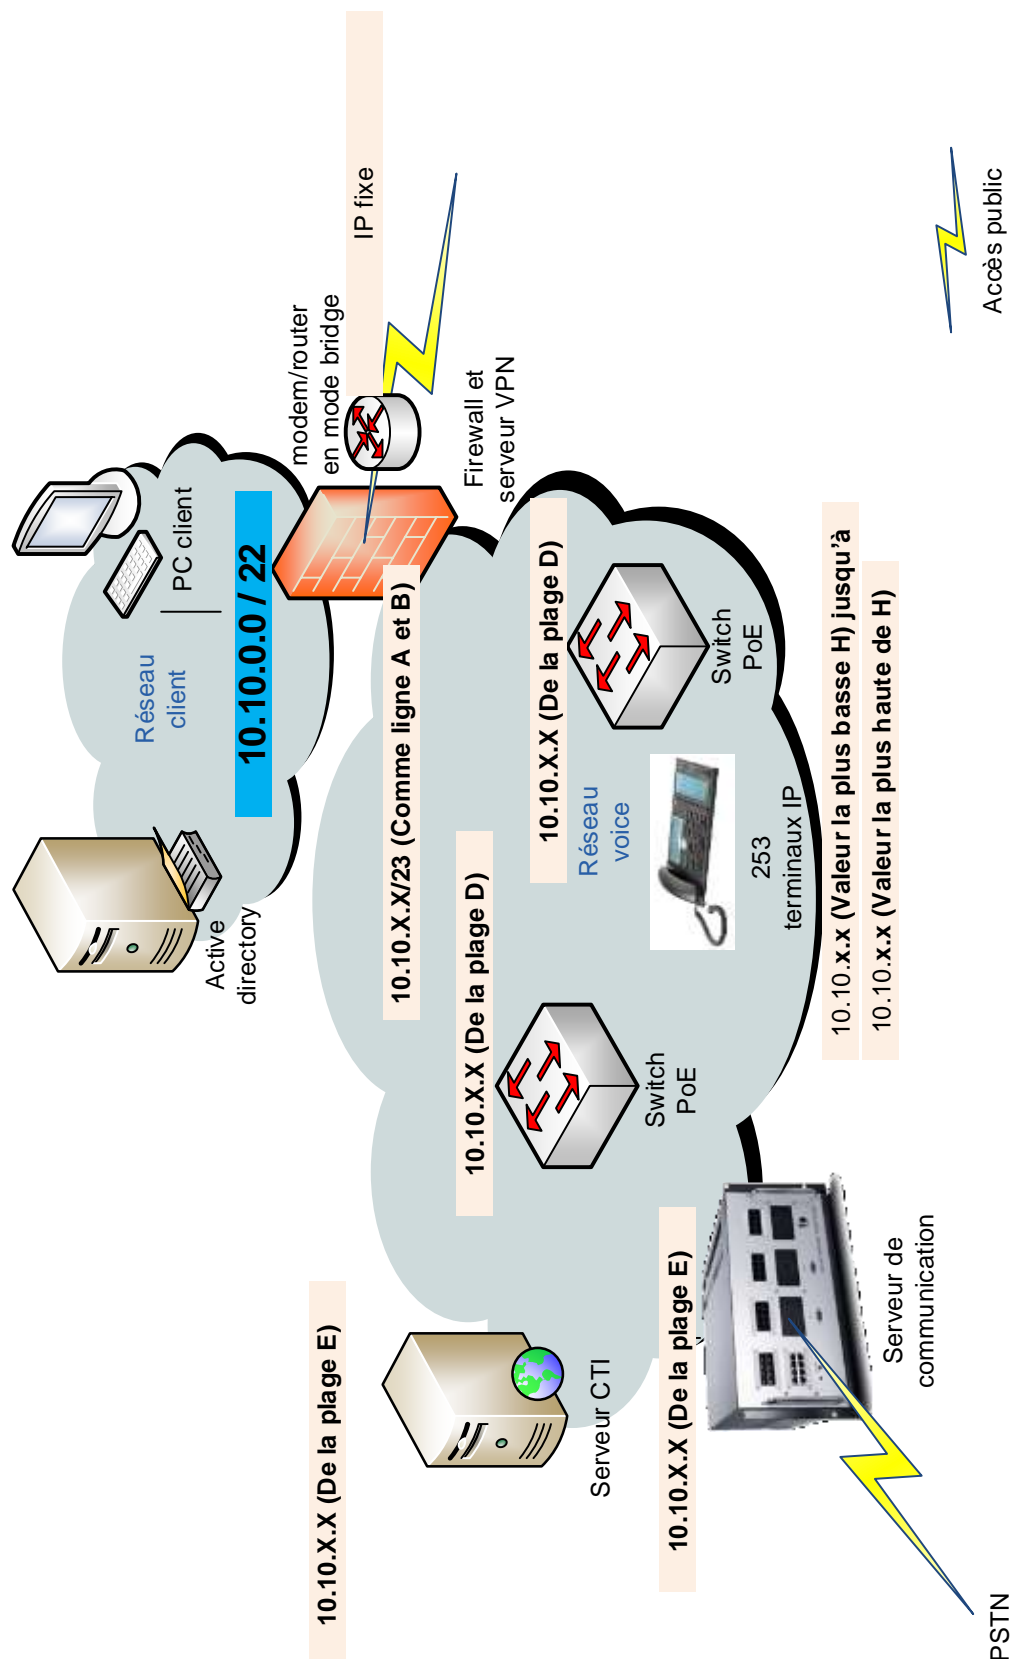 Active
directory
Réseau
client
PC client
10.10.0.0 / 22
modem/router
en mode bridge
IP fixe
10.10.X.X (De la plage E)
10.10.X.X/23 (Comme ligne A et B)
Firewall et
serveur VPN
Serveur CTI
10.10.X.X (De la plage D)
10.10.X.X (De la plage D)
Réseau
voice
Switch
PoE
Switch
PoE
10.10.X.X (De la plage E)
253
terminaux IP
10.10.x.x (Valeur la plus basse H) jusqu'à
10.10.x.x (Valeur la plus haute de H)
Serveur de
communication
PSTN
Accès public